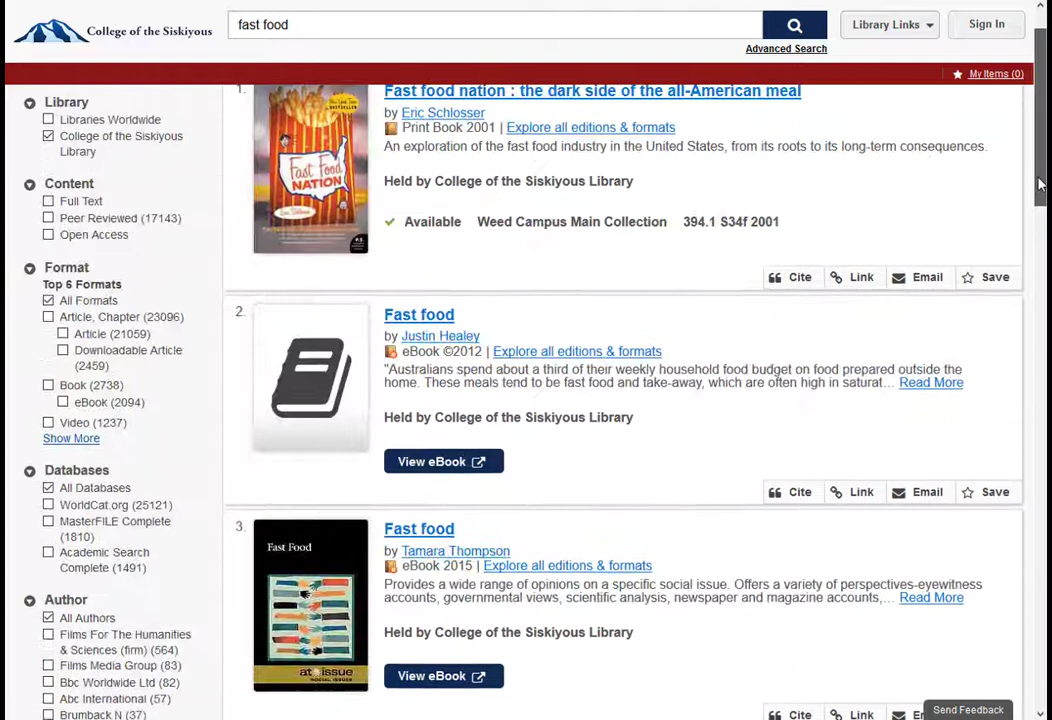 College of the Siskiyous
fast food
Library Links
Sign In
Advanced Search
My Items (0)
Library
Libraries Worldwide
College of the Siskiyous
Library
Content
Full Text
Peer Reviewed (17143)
Open Access
Format
Top 6 Formats
All Formats
Article, Chapter (23096)
Article (21059)
Downloadable Article
(2459)
Book (2738)
eBook (2094)
Video (1237)
Show More
Databases
All Databases
WorldCat.org (25121)
MasterFILE Complete
(1810)
Academic Search
Complete (1491)
Author
All Authors
Films For The Humanities
& Sciences (firm) (564)
Films Media Group (83)
Bbc Worldwide Ltd (82)
Abc International (57)
Brumback N (37)
1.
Fast Food
NATION
Fast food nation : the dark side of the all-American meal
by Eric Schlosser
Print Book 2001 | Explore all editions & formats
An exploration of the fast food industry in the United States, from its roots to its long-term consequences.
Held by College of the Siskiyous Library
Available Weed Campus Main Collection 394.1 S34f 2001
Cite Link Email Save
2.
Fast food
by Justin Healey
eBook ©2012 | Explore all editions & formats
"Australians spend about a third of their weekly household food budget on food prepared outside the
home. These meals tend to be fast food and take-away, which are often high in saturat... Read More
Held by College of the Siskiyous Library
View eBook
Cite Link Email Save
3.
Fast Food
at issue
SOCIAL ISSUES
Fast food
by Tamara Thompson
eBook 2015 | Explore all editions & formats
Provides a wide range of opinions on a specific social issue. Offers a variety of perspectives-eyewitness
accounts, governmental views, scientific analysis, newspaper and magazine accounts,... Read More
Held by College of the Siskiyous Library
View eBook
Cite Link
Send Feedback